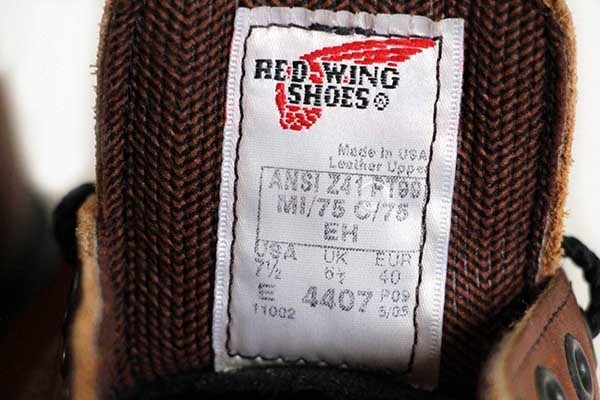 RED WING
SHOES®
Made in USA
Leather Upper
ANSI Z41 PT99
MI/75 C/75
EH
USA UK EUR
7½ 6½ 40
E 4407 P09
11002 5/05